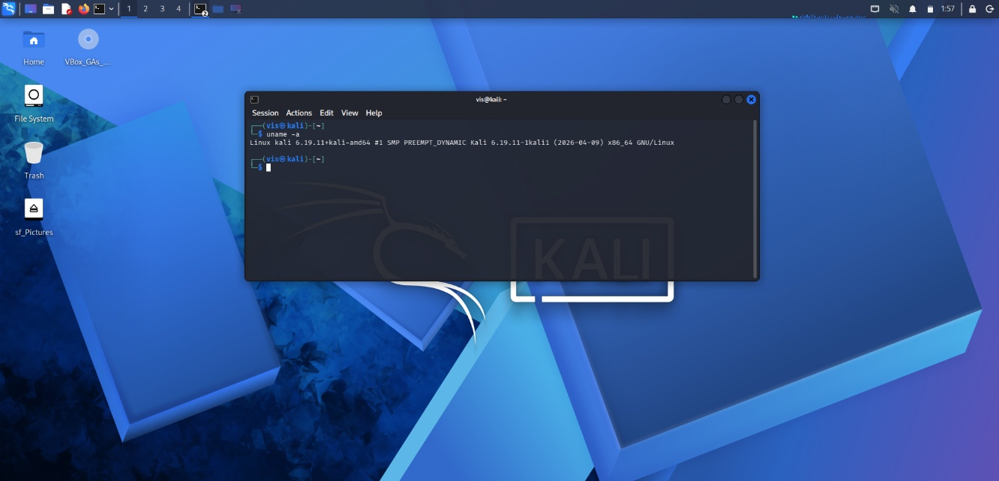 1 2 3 4 2 1:57
Home
VBox_GAs_...
File System
Trash
sf_Pictures
vis@kali: ~
Session Actions Edit View Help
┌──(vis㉿kali)-[~]
└─$ uname -a
Linux kali 6.19.11+kali-amd64 #1 SMP PREEMPT_DYNAMIC Kali 6.19.11-1kali1 (2026-04-09) x86_64 GNU/Linux
┌──(vis㉿kali)-[~]
└─$
KALI